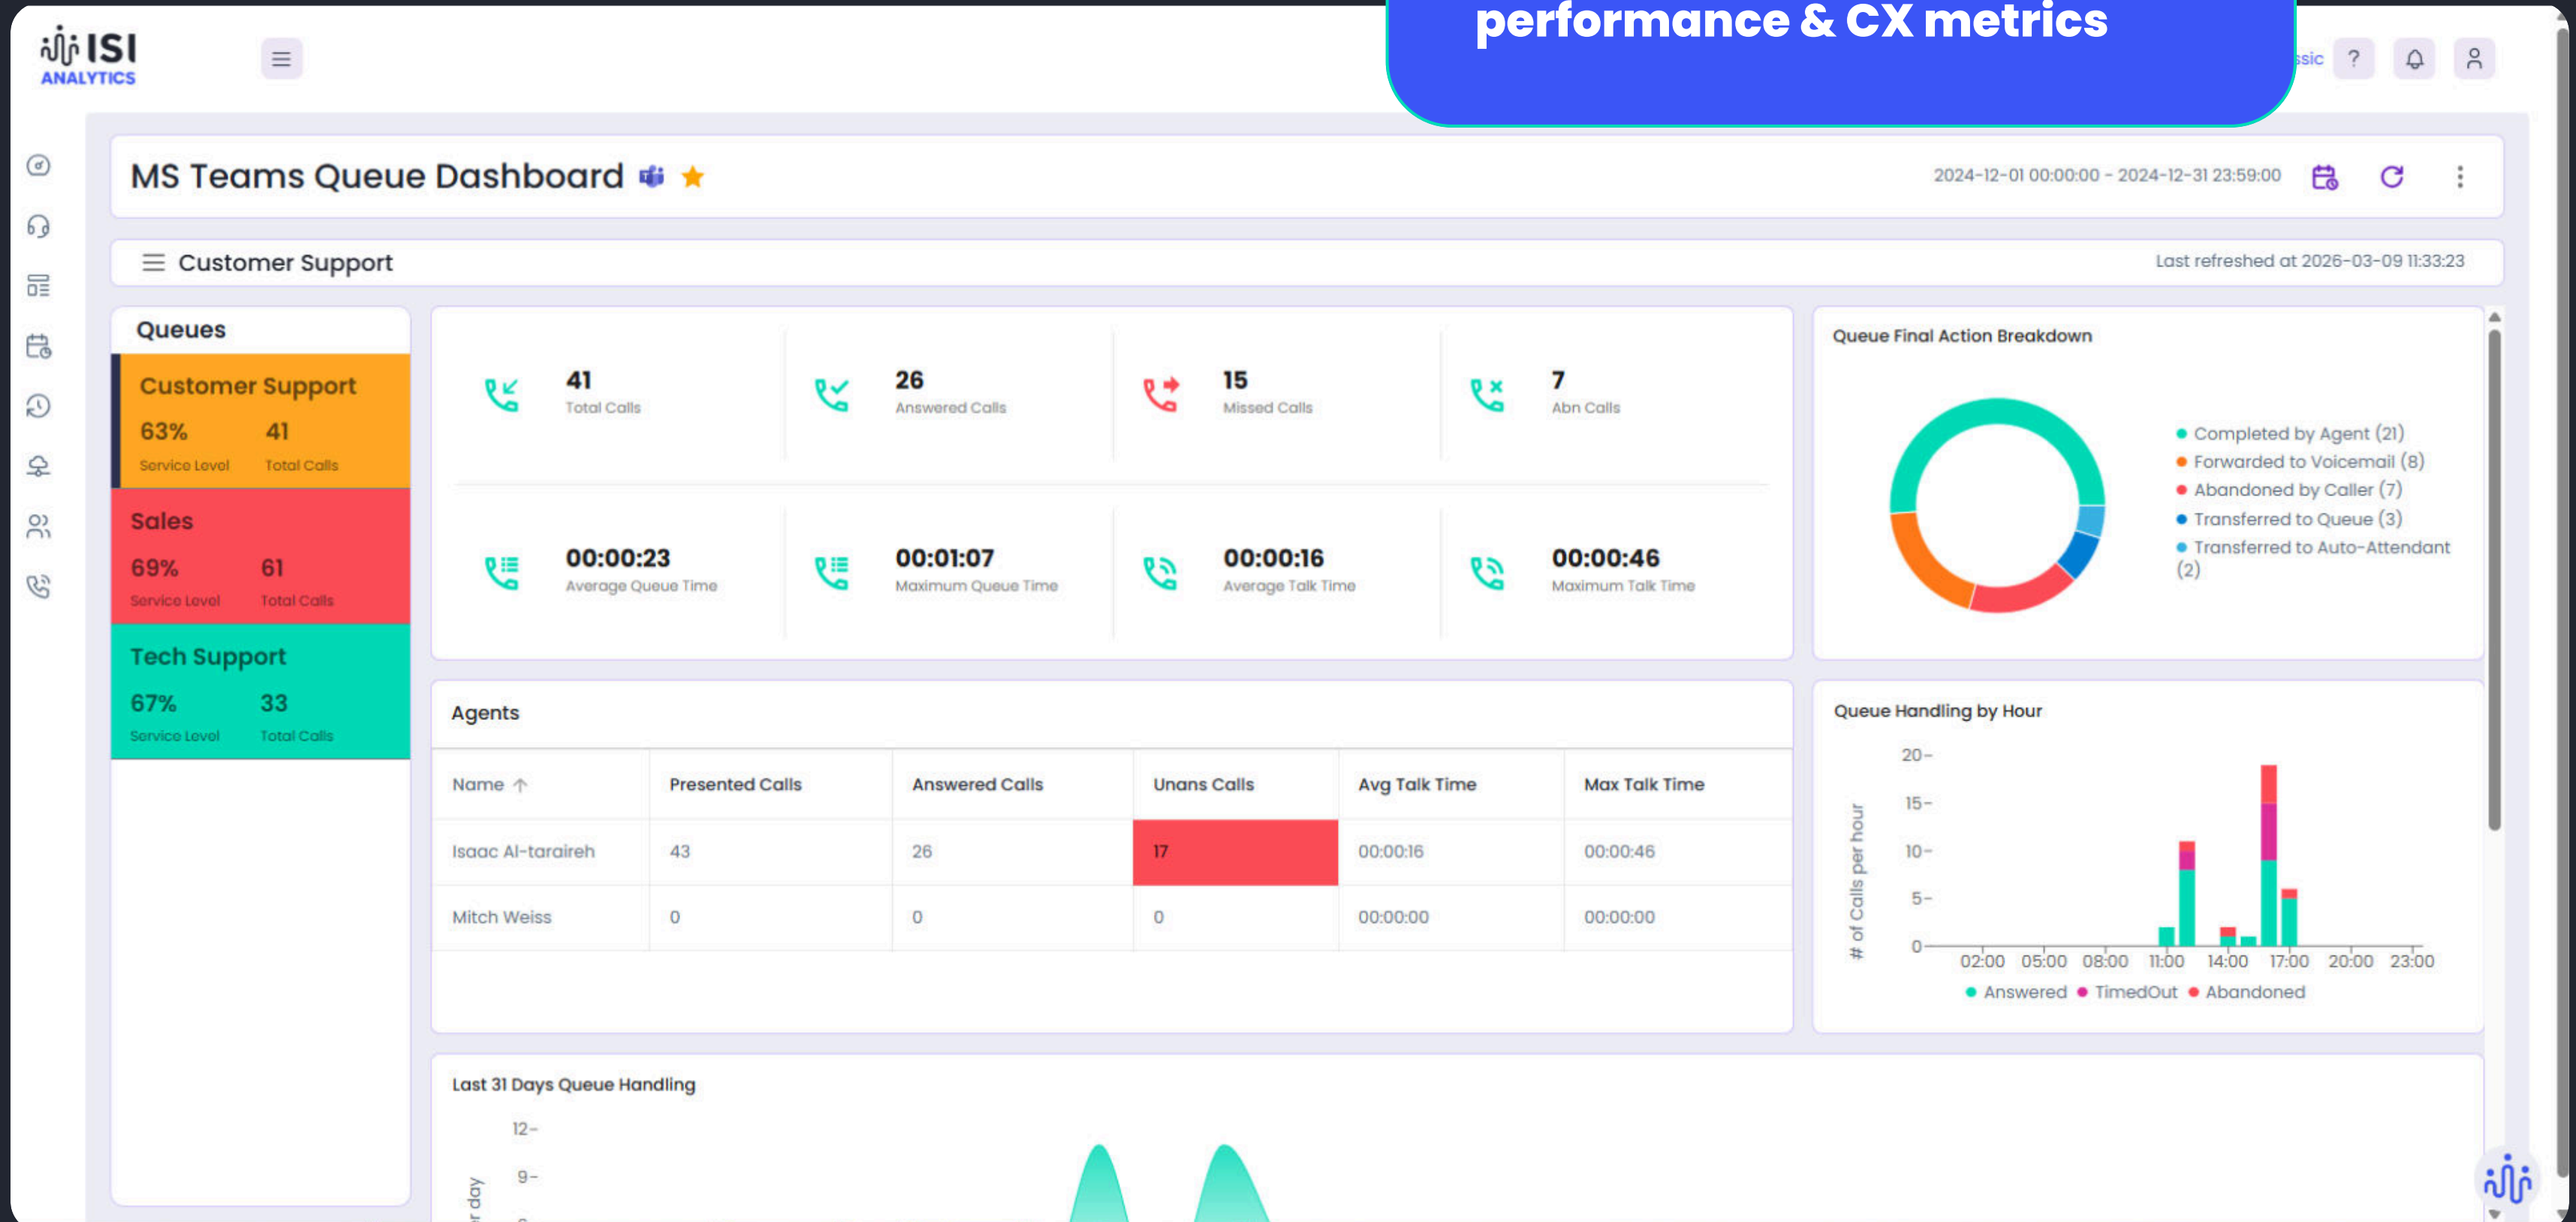 performance & CX metrics
ISI
ANALYTICS
ssic
?
MS Teams Queue Dashboard
2024-12-01 00:00:00 - 2024-12-31 23:59:00
Customer Support
Last refreshed at 2026-03-09 11:33:23
Queues
Customer Support
63% 41
Service Level Total Calls
Sales
69% 61
Service Level Total Calls
Tech Support
67% 33
Service Level Total Calls
41
Total Calls
26
Answered Calls
15
Missed Calls
7
Abn Calls
00:00:23
Average Queue Time
00:01:07
Maximum Queue Time
00:00:16
Average Talk Time
00:00:46
Maximum Talk Time
Queue Final Action Breakdown
Completed by Agent (21)
Forwarded to Voicemail (8)
Abandoned by Caller (7)
Transferred to Queue (3)
Transferred to Auto-Attendant
(2)
Agents
Name Presented Calls Answered Calls Unans Calls Avg Talk Time Max Talk Time
Isaac Al-taraireh 43 26 17 00:00:16 00:00:46
Mitch Weiss 0 0 0 00:00:00 00:00:00
Queue Handling by Hour
# of Calls per hour
20
15
10
5
0
02:00 05:00 08:00 11:00 14:00 17:00 20:00 23:00
Answered TimedOut Abandoned
Last 31 Days Queue Handling
12
9
r day